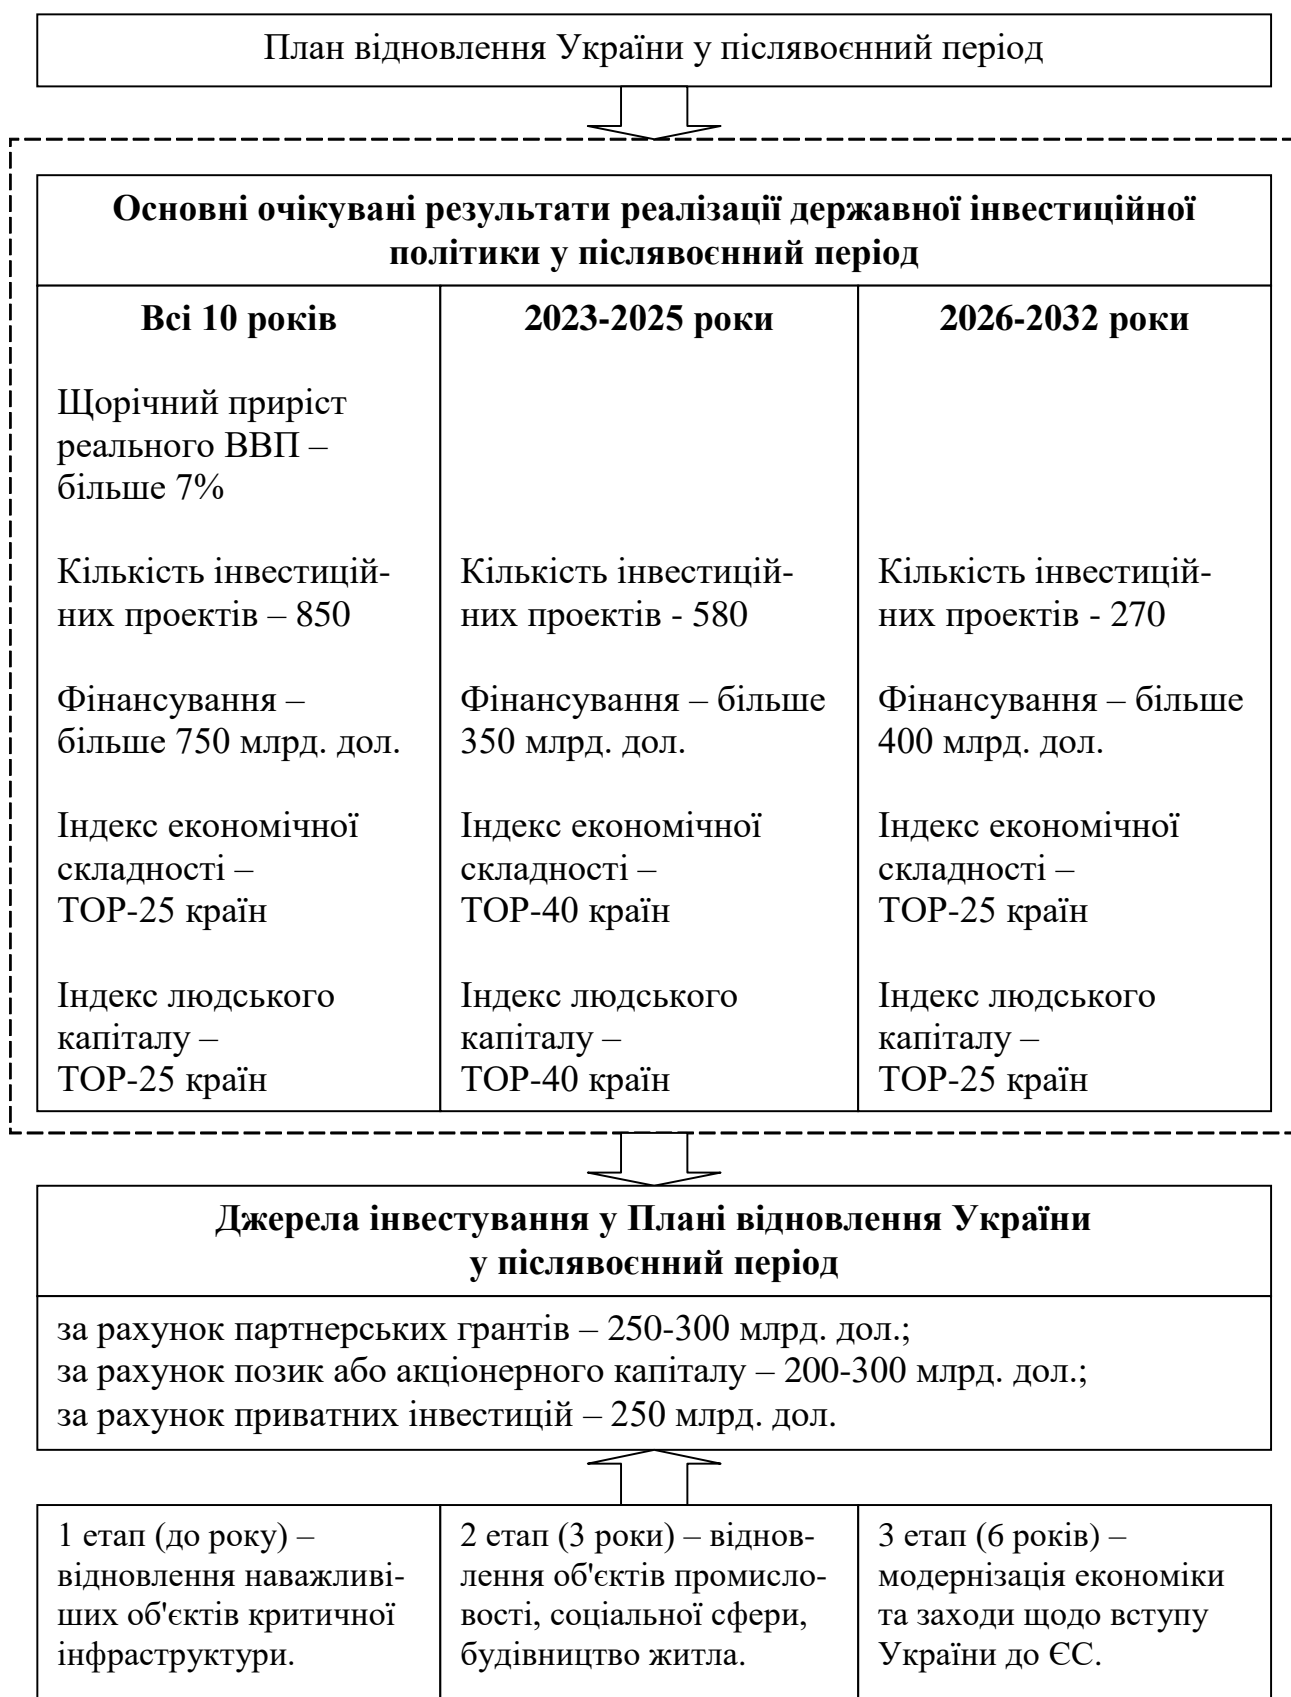 План відновлення України у післявоєнний період
Основні очікувані результати реалізації державної інвестиційної
політики у післявоєнний період
Всі 10 років
Щорічний приріст
реального ВВП –
більше 7%
Кількість інвестицій-
них проектів – 850
Фінансування –
більше 750 млрд. дол.
Індекс економічної
складності –
ТОР-25 країн
Індекс людського
капіталу –
ТОР-25 країн
2023-2025 роки
Кількість інвестицій-
них проектів - 580
Фінансування – більше
350 млрд. дол.
Індекс економічної
складності –
ТОР-40 країн
Індекс людського
капіталу –
ТОР-40 країн
2026-2032 роки
Кількість інвестицій-
них проектів - 270
Фінансування – більше
400 млрд. дол.
Індекс економічної
складності –
ТОР-25 країн
Індекс людського
капіталу –
ТОР-25 країн
Джерела інвестування у Плані відновлення України
у післявоєнний період
за рахунок партнерських грантів – 250-300 млрд. дол.;
за рахунок позик або акціонерного капіталу – 200-300 млрд. дол.;
за рахунок приватних інвестицій – 250 млрд. дол.
1 етап (до року) –
відновлення наважливі-
ших об'єктів критичної
інфраструктури.
2 етап (3 роки) – віднов-
лення об'єктів промисло-
вості, соціальної сфери,
будівництво житла.
3 етап (6 років) –
модернізація економіки
та заходи щодо вступу
України до ЄС.